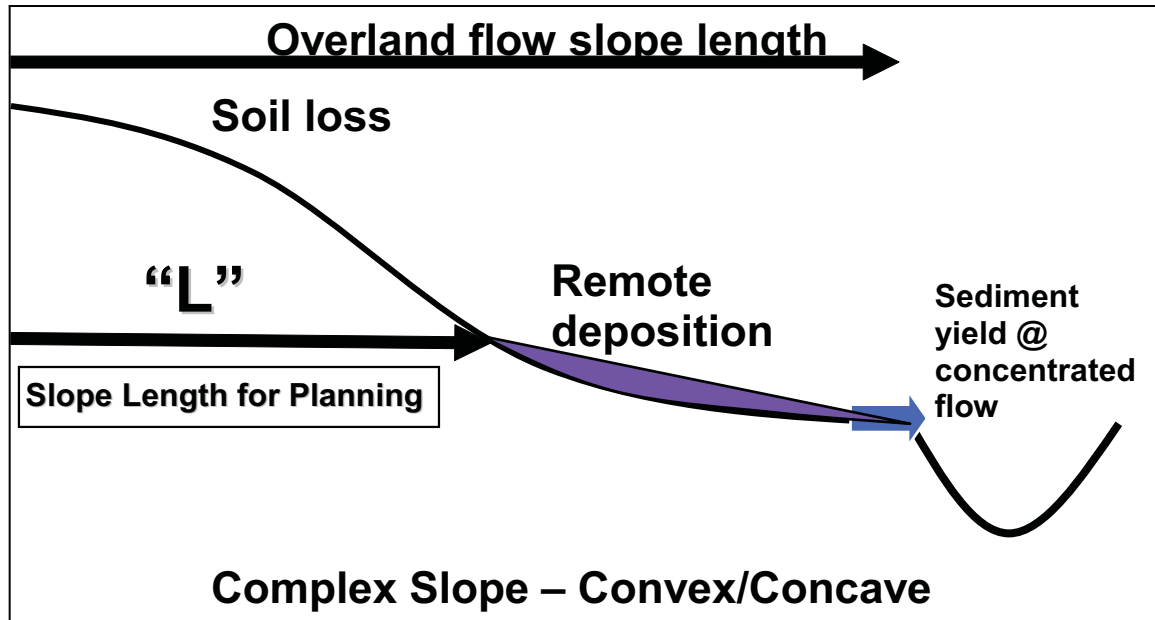 Overland flow slope length
Soil loss
“L”
Slope Length for Planning
Remote
deposition
Sediment
yield @
concentrated
flow
Complex Slope – Convex/Concave